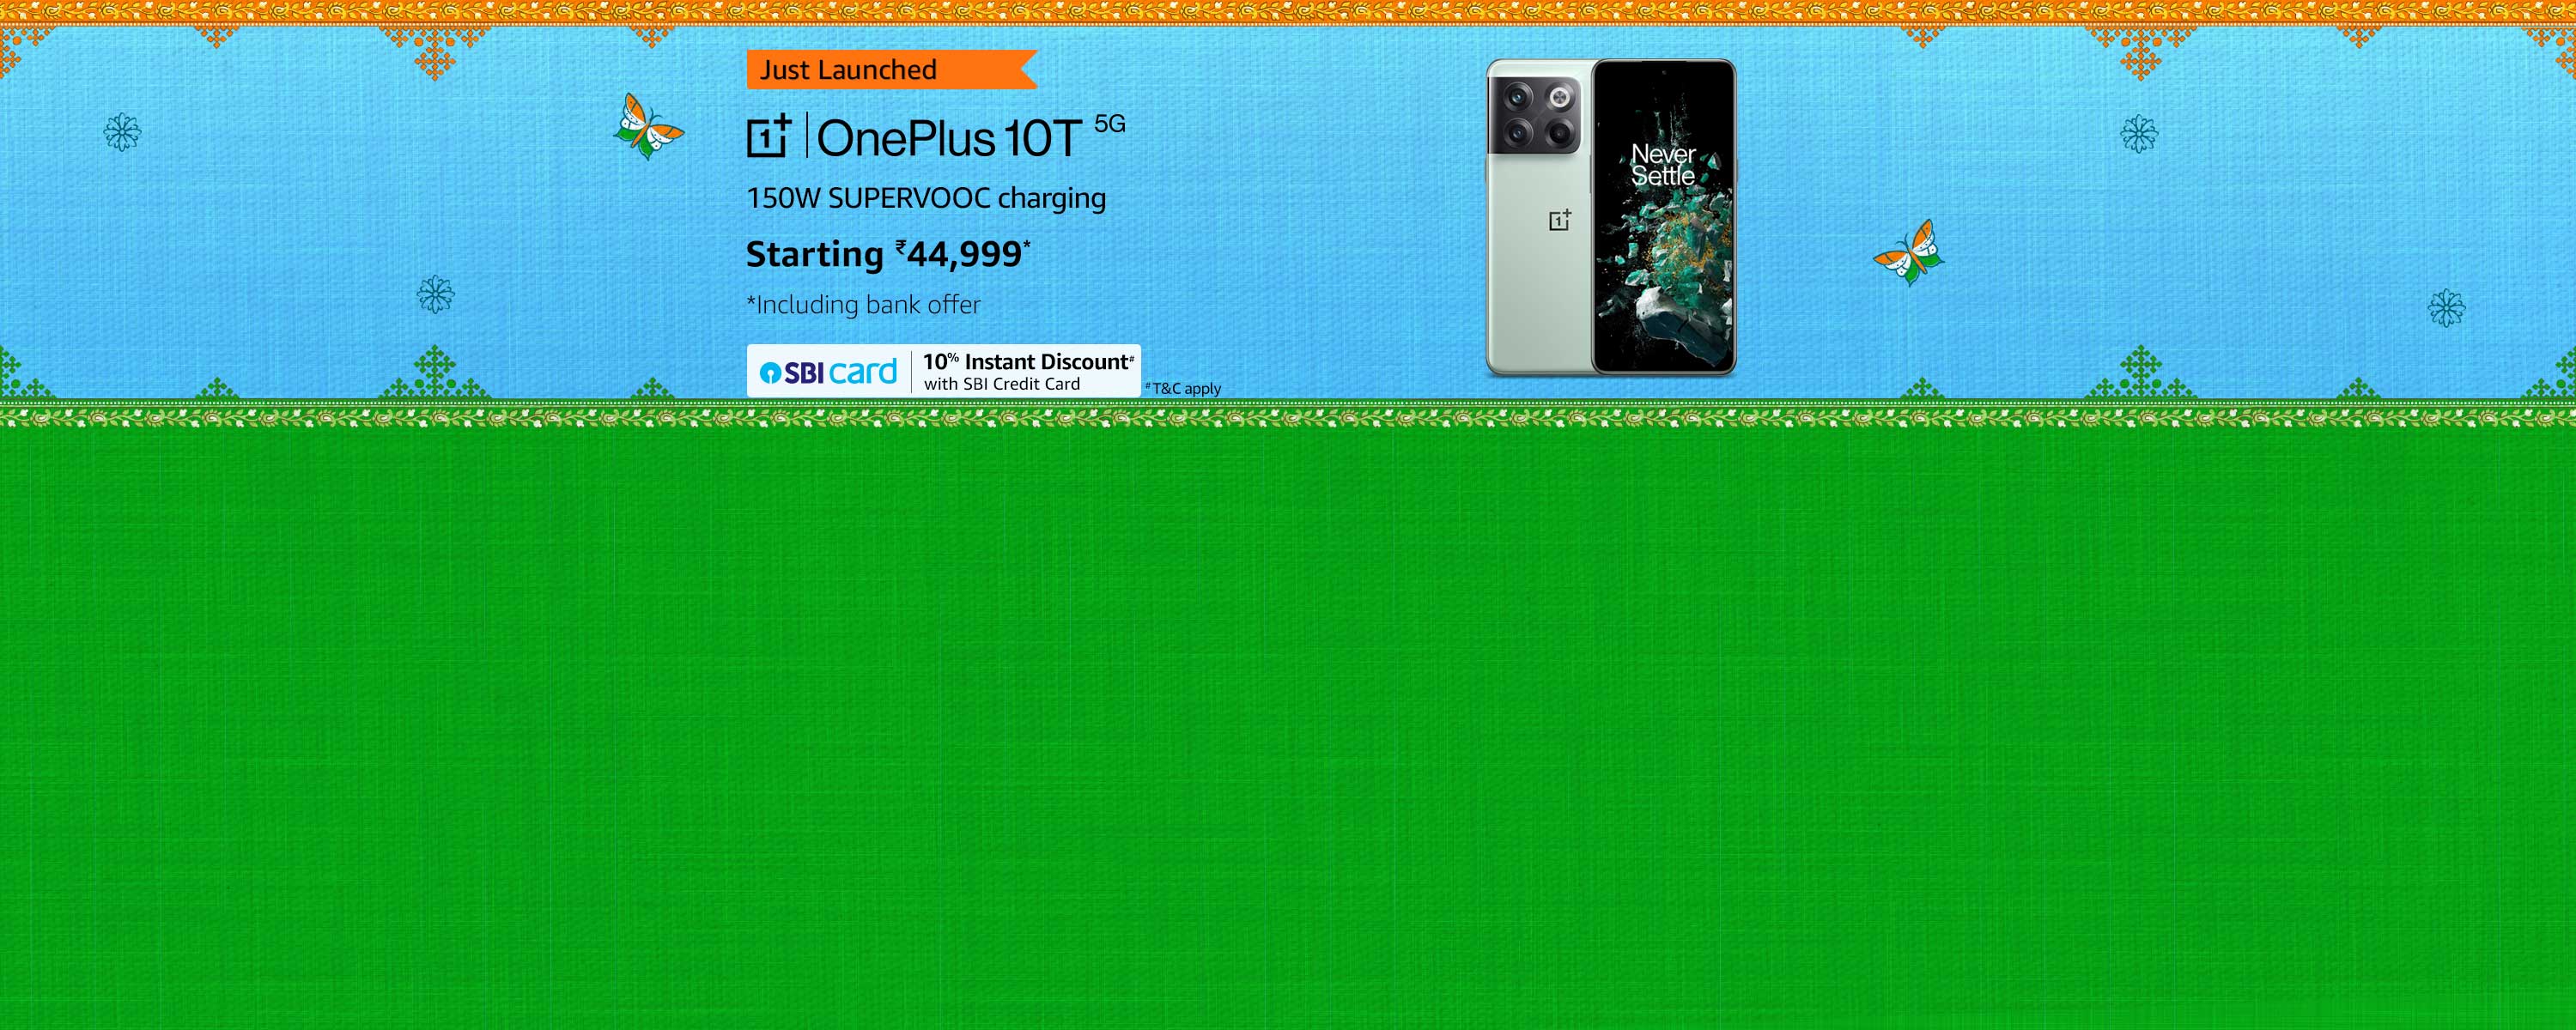 Just Launched
1+ | OnePlus 10T 5G
150W SUPERVOOC charging
Starting ₹44,999*
*Including bank offer
SBI card
10% Instant Discount#
with SBI Credit Card
#T&C apply
Never
Settle
1+